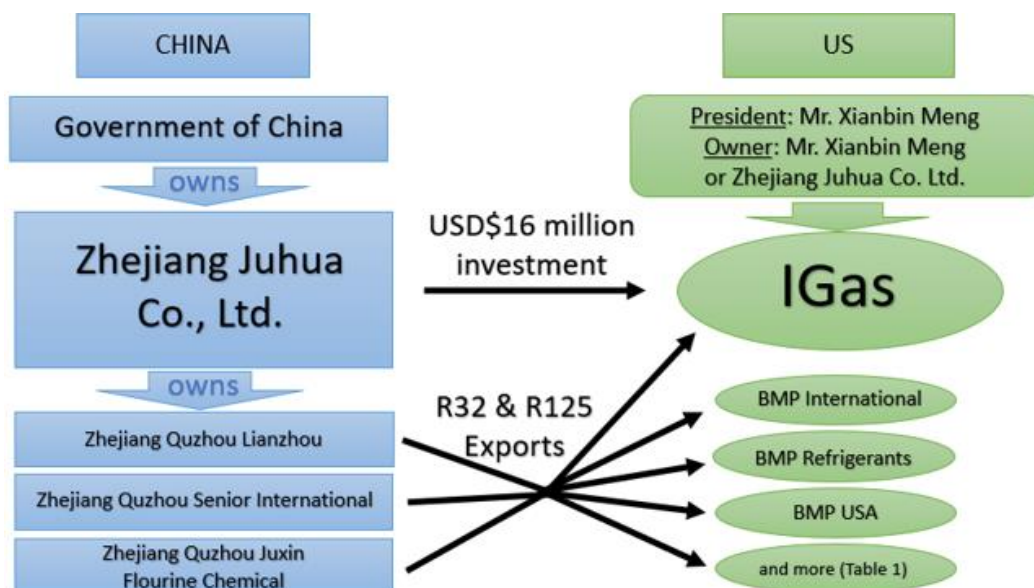 CHINA
Government of China
owns
Zhejiang Juhua
Co., Ltd.
owns
Zhejiang Quzhou Lianzhou
Zhejiang Quzhou Senior International
Zhejiang Quzhou Juxin
Flourine Chemical
USD$16 million
investment
R32 & R125
Exports
US
President: Mr. Xianbin Meng
Owner: Mr. Xianbin Meng
or Zhejiang Juhua Co. Ltd.
IGas
BMP International
BMP Refrigerants
BMP USA
and more (Table 1)